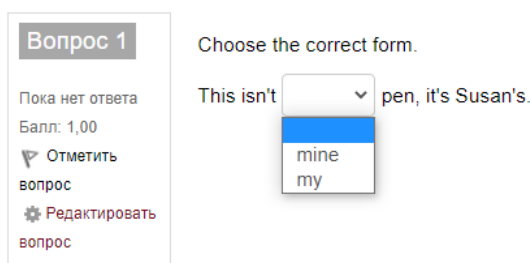 Вопрос 1
Пока нет ответа
Балл: 1,00
Отметить
вопрос
Редактировать
вопрос
Choose the correct form.
This isn't pen, it's Susan's.
mine
my